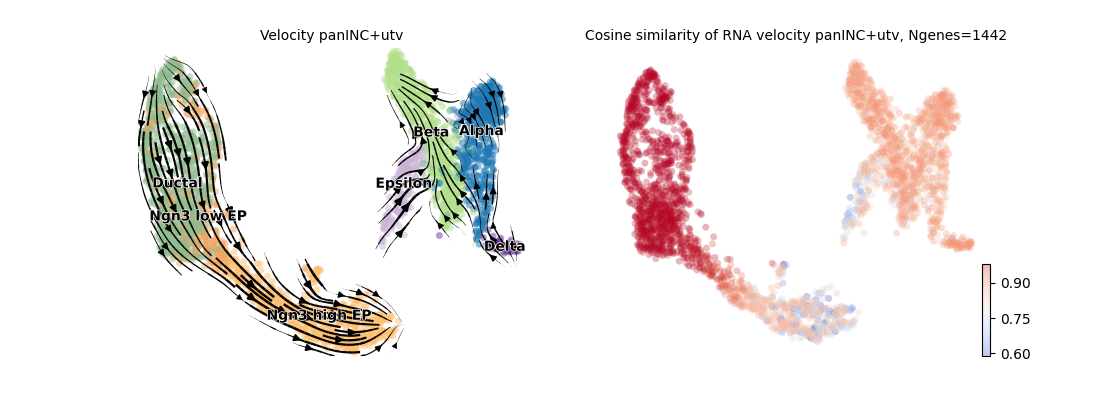 Velocity panINC+utv
Cosine similarity of RNA velocity panINC+utv, Ngenes=1442
Beta
Alpha
Ductal
Epsilon
Ngn3 low EP
Delta
Ngn3 high EP
0.90
0.75
0.60